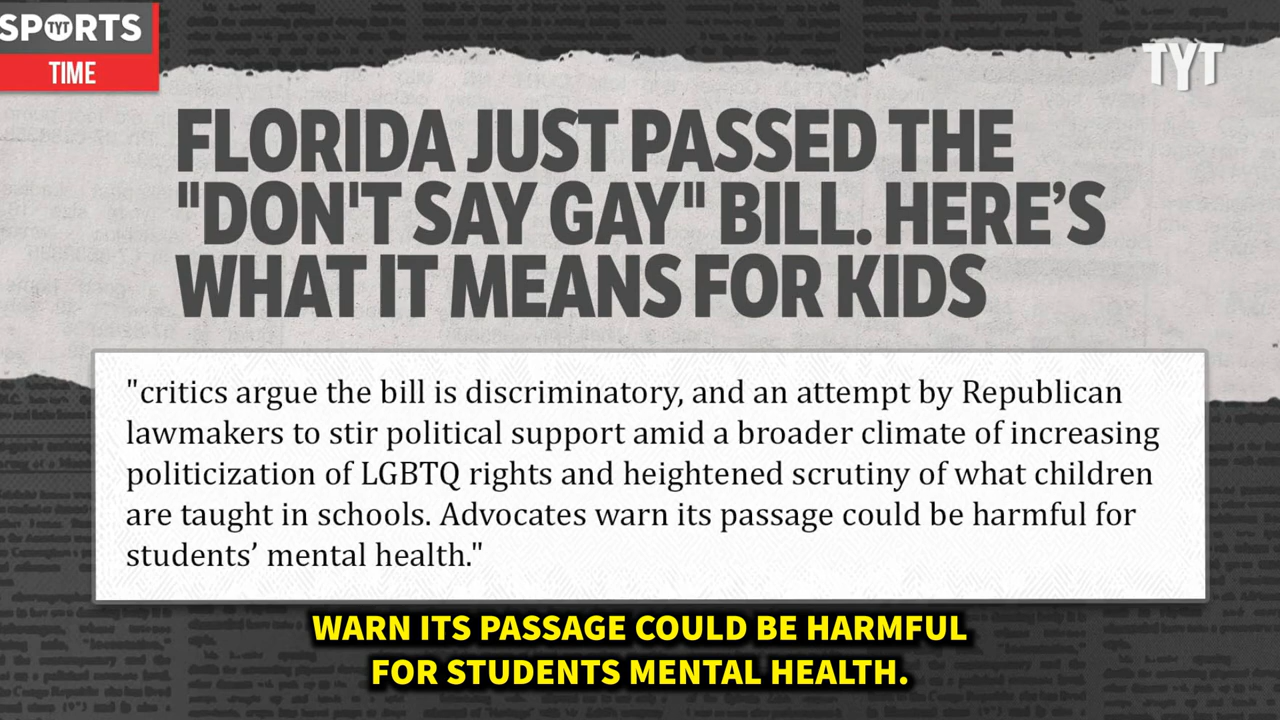 SPORTS
TYT
TIME
TYT
FLORIDA JUST PASSED THE
"DON'T SAY GAY" BILL. HERE’S
WHAT IT MEANS FOR KIDS
"critics argue the bill is discriminatory, and an attempt by Republican
lawmakers to stir political support amid a broader climate of increasing
politicization of LGBTQ rights and heightened scrutiny of what children
are taught in schools. Advocates warn its passage could be harmful for
students’ mental health."
WARN ITS PASSAGE COULD BE HARMFUL
FOR STUDENTS MENTAL HEALTH.